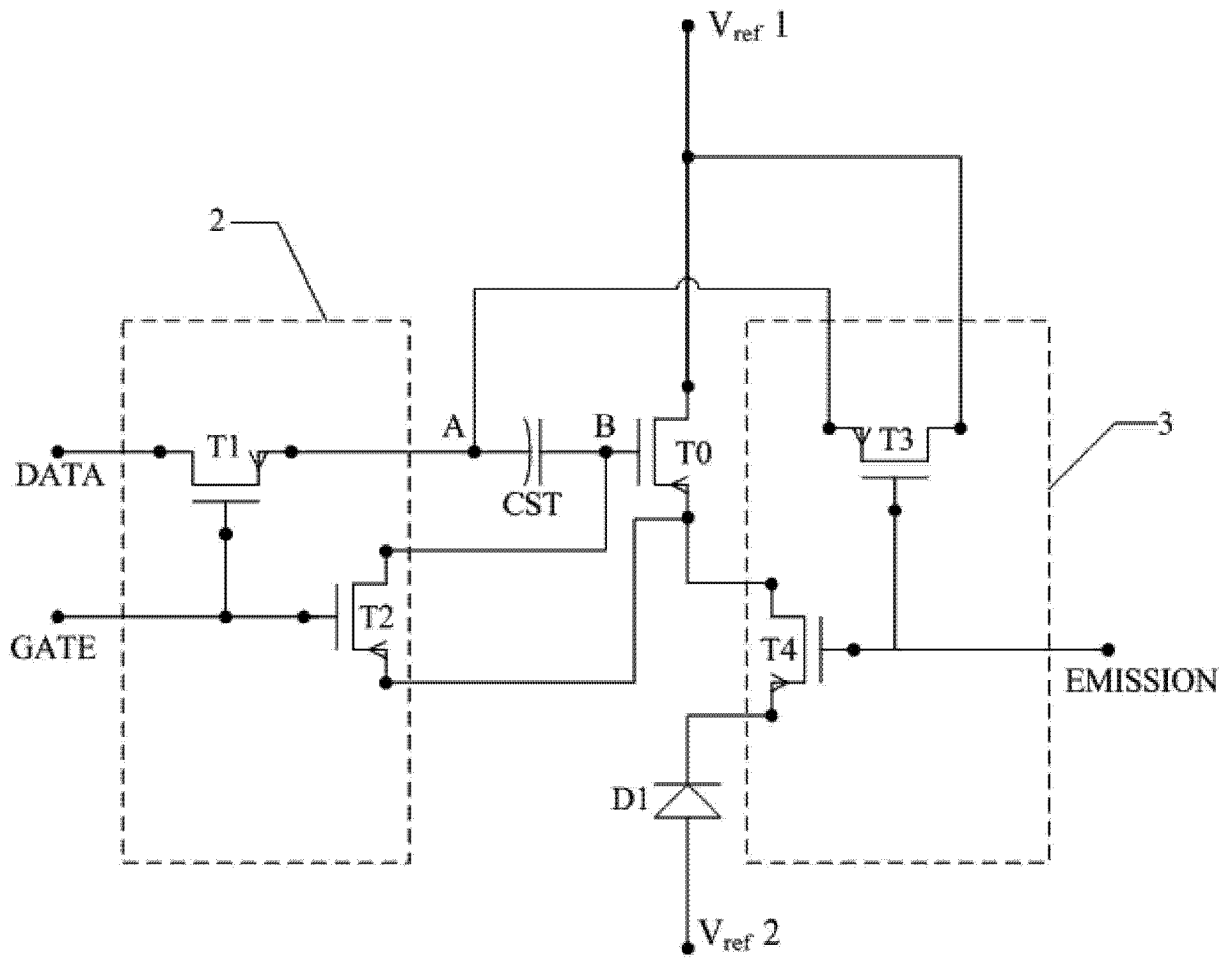 Vref 1
2
T1
A
B
T0
T3
3
DATA
CST
T2
GATE
T4
EMISSION
D1
Vref 2